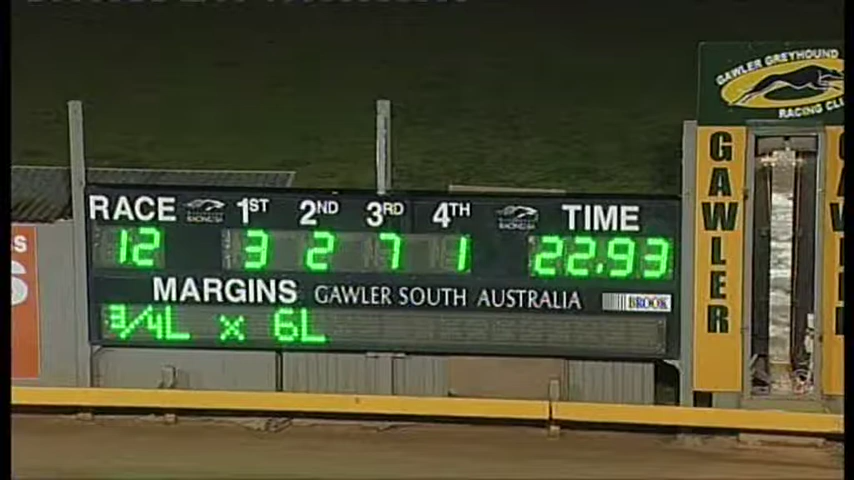 GAWLER GREYHOUND
RACING CLUB
RACE 1ST 2ND 3RD 4TH TIME
12 3 2 7 1 22.93
MARGINS GAWLER SOUTH AUSTRALIA BROOK
3/4L x 6L
GAWLER
S
S